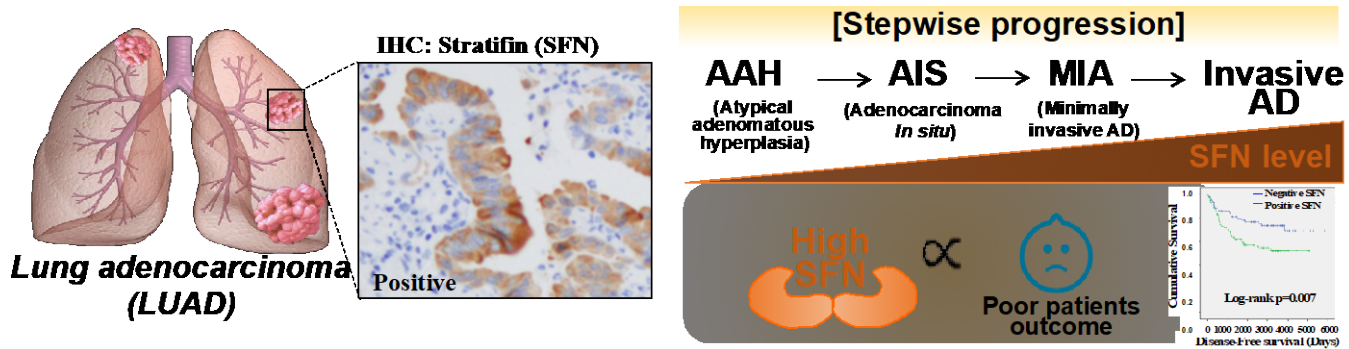 IHC: Stratifin (SFN)
Positive
Lung adenocarcinoma
(LUAD)
[Stepwise progression]
AAH
(Atypical
adenomatous
hyperplasia)
AIS
(Adenocarcinoma
In situ)
MIA
(Minimally
invasive AD)
Invasive
AD
SFN level
High
SFN
∝
Poor patients
outcome
Cumulative Survival
1.0
0.8
0.6
0.4
0.2
0.0
Negative SFN
Positive SFN
Log-rank p=0.007
0 1000 2000 3000 4000 5000 6000
Disease-Free survival (Days)